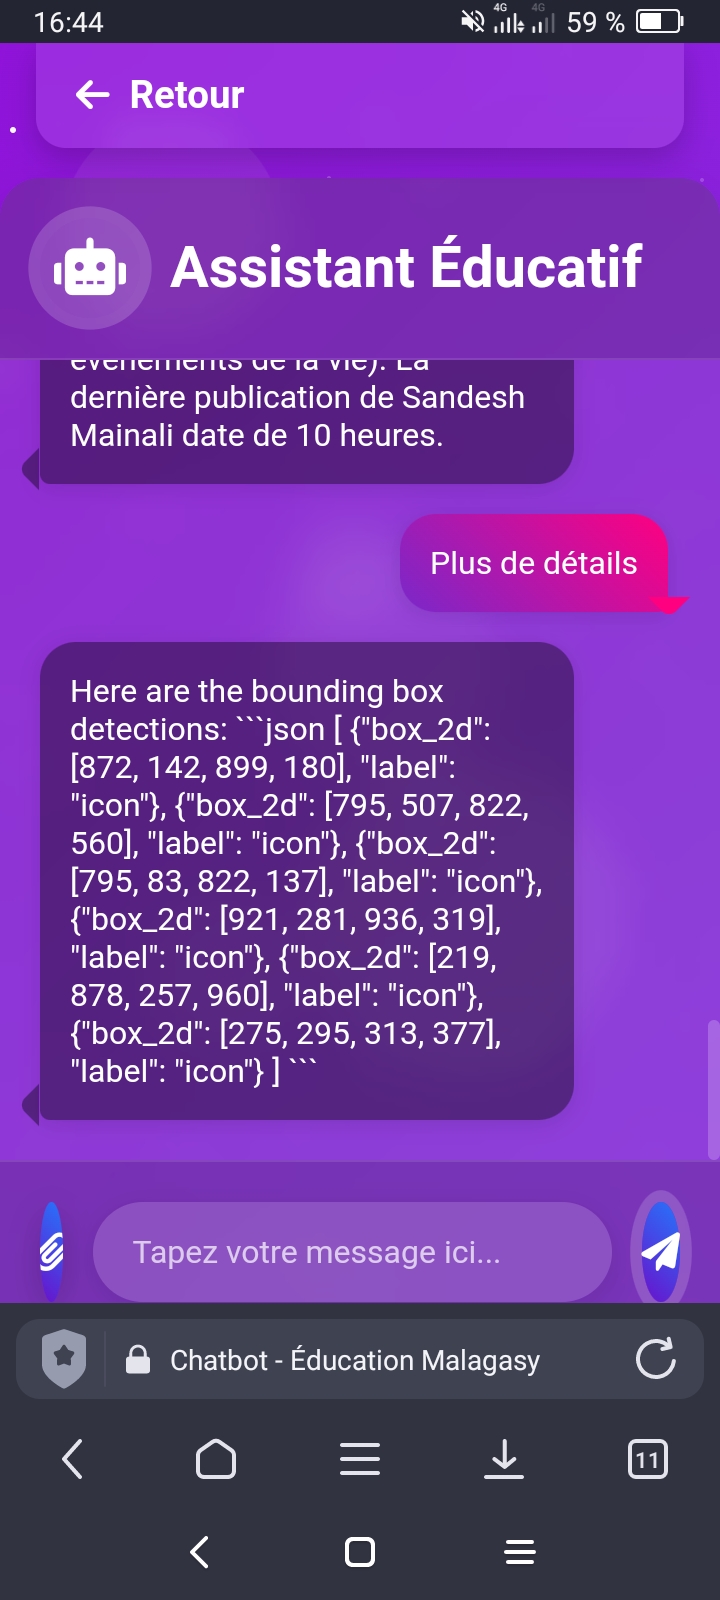 16:44
4G
4G
59 %
Retour
Assistant Éducatif
événements de la vie). La
dernière publication de Sandesh
Mainali date de 10 heures.
Plus de détails
Here are the bounding box
detections: ```json [ {"box_2d":
[872, 142, 899, 180], "label":
"icon"}, {"box_2d": [795, 507, 822,
560], "label": "icon"}, {"box_2d":
[795, 83, 822, 137], "label": "icon"},
{"box_2d": [921, 281, 936, 319],
"label": "icon"}, {"box_2d": [219,
878, 257, 960], "label": "icon"},
{"box_2d": [275, 295, 313, 377],
"label": "icon"} ] ```
Tapez votre message ici...
Chatbot - Éducation Malagasy
11